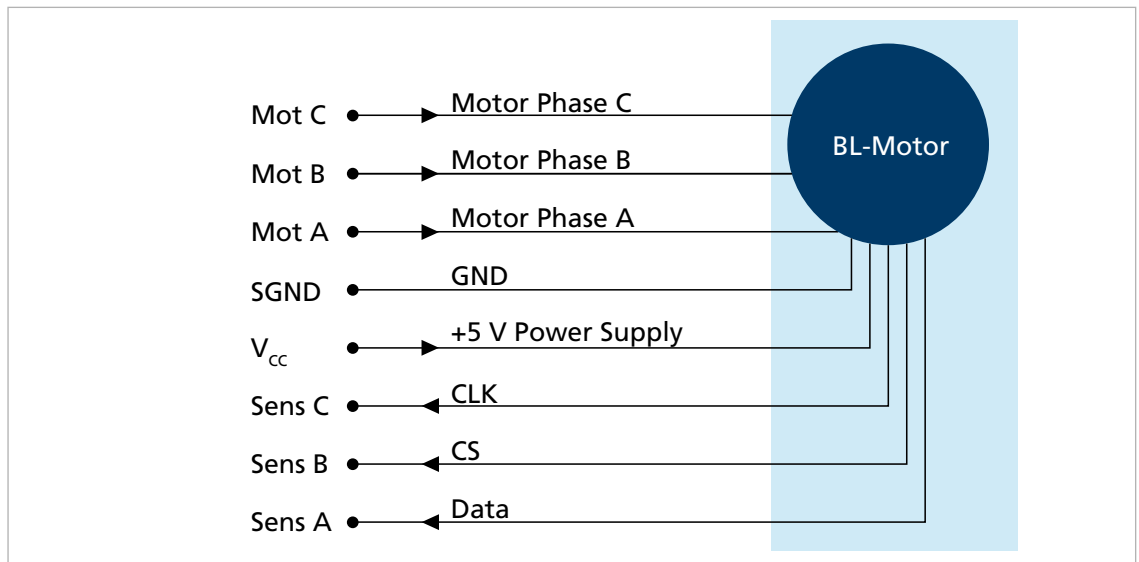 Mot C Motor Phase C
BL-Motor
Mot B Motor Phase B
Mot A Motor Phase A
SGND GND
Vcc +5 V Power Supply
Sens C CLK
Sens B CS
Sens A Data